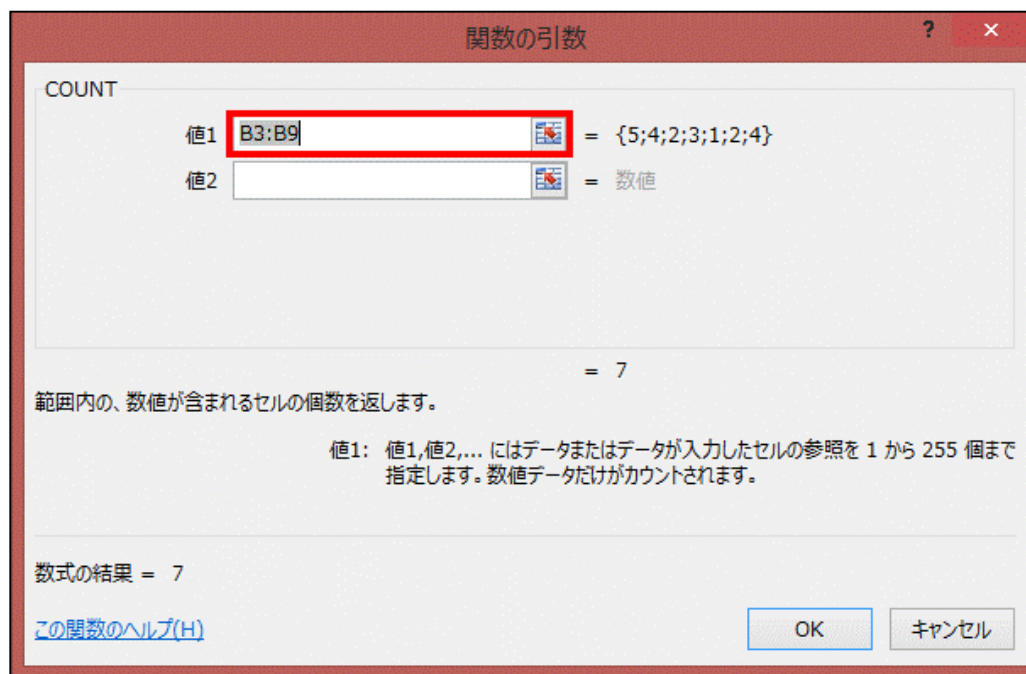 関数の引数
?
×
COUNT
値1 B3:B9 = {5;4;2;3;1;2;4}
値2 = 数値
= 7
範囲内の、数値が含まれるセルの個数を返します。
値1: 値1,値2,... にはデータまたはデータが入力したセルの参照を 1 から 255 個まで
指定します。数値データだけがカウントされます。
数式の結果 = 7
この関数のヘルプ(H)
OK
キャンセル